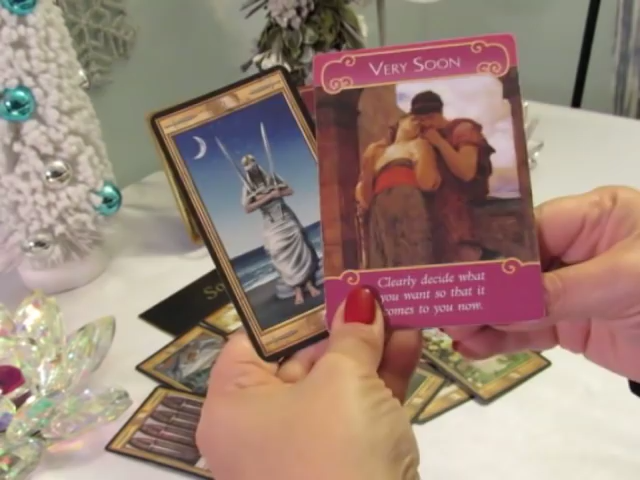 VERY SOON
Clearly decide what
you want so that it
comes to you now.